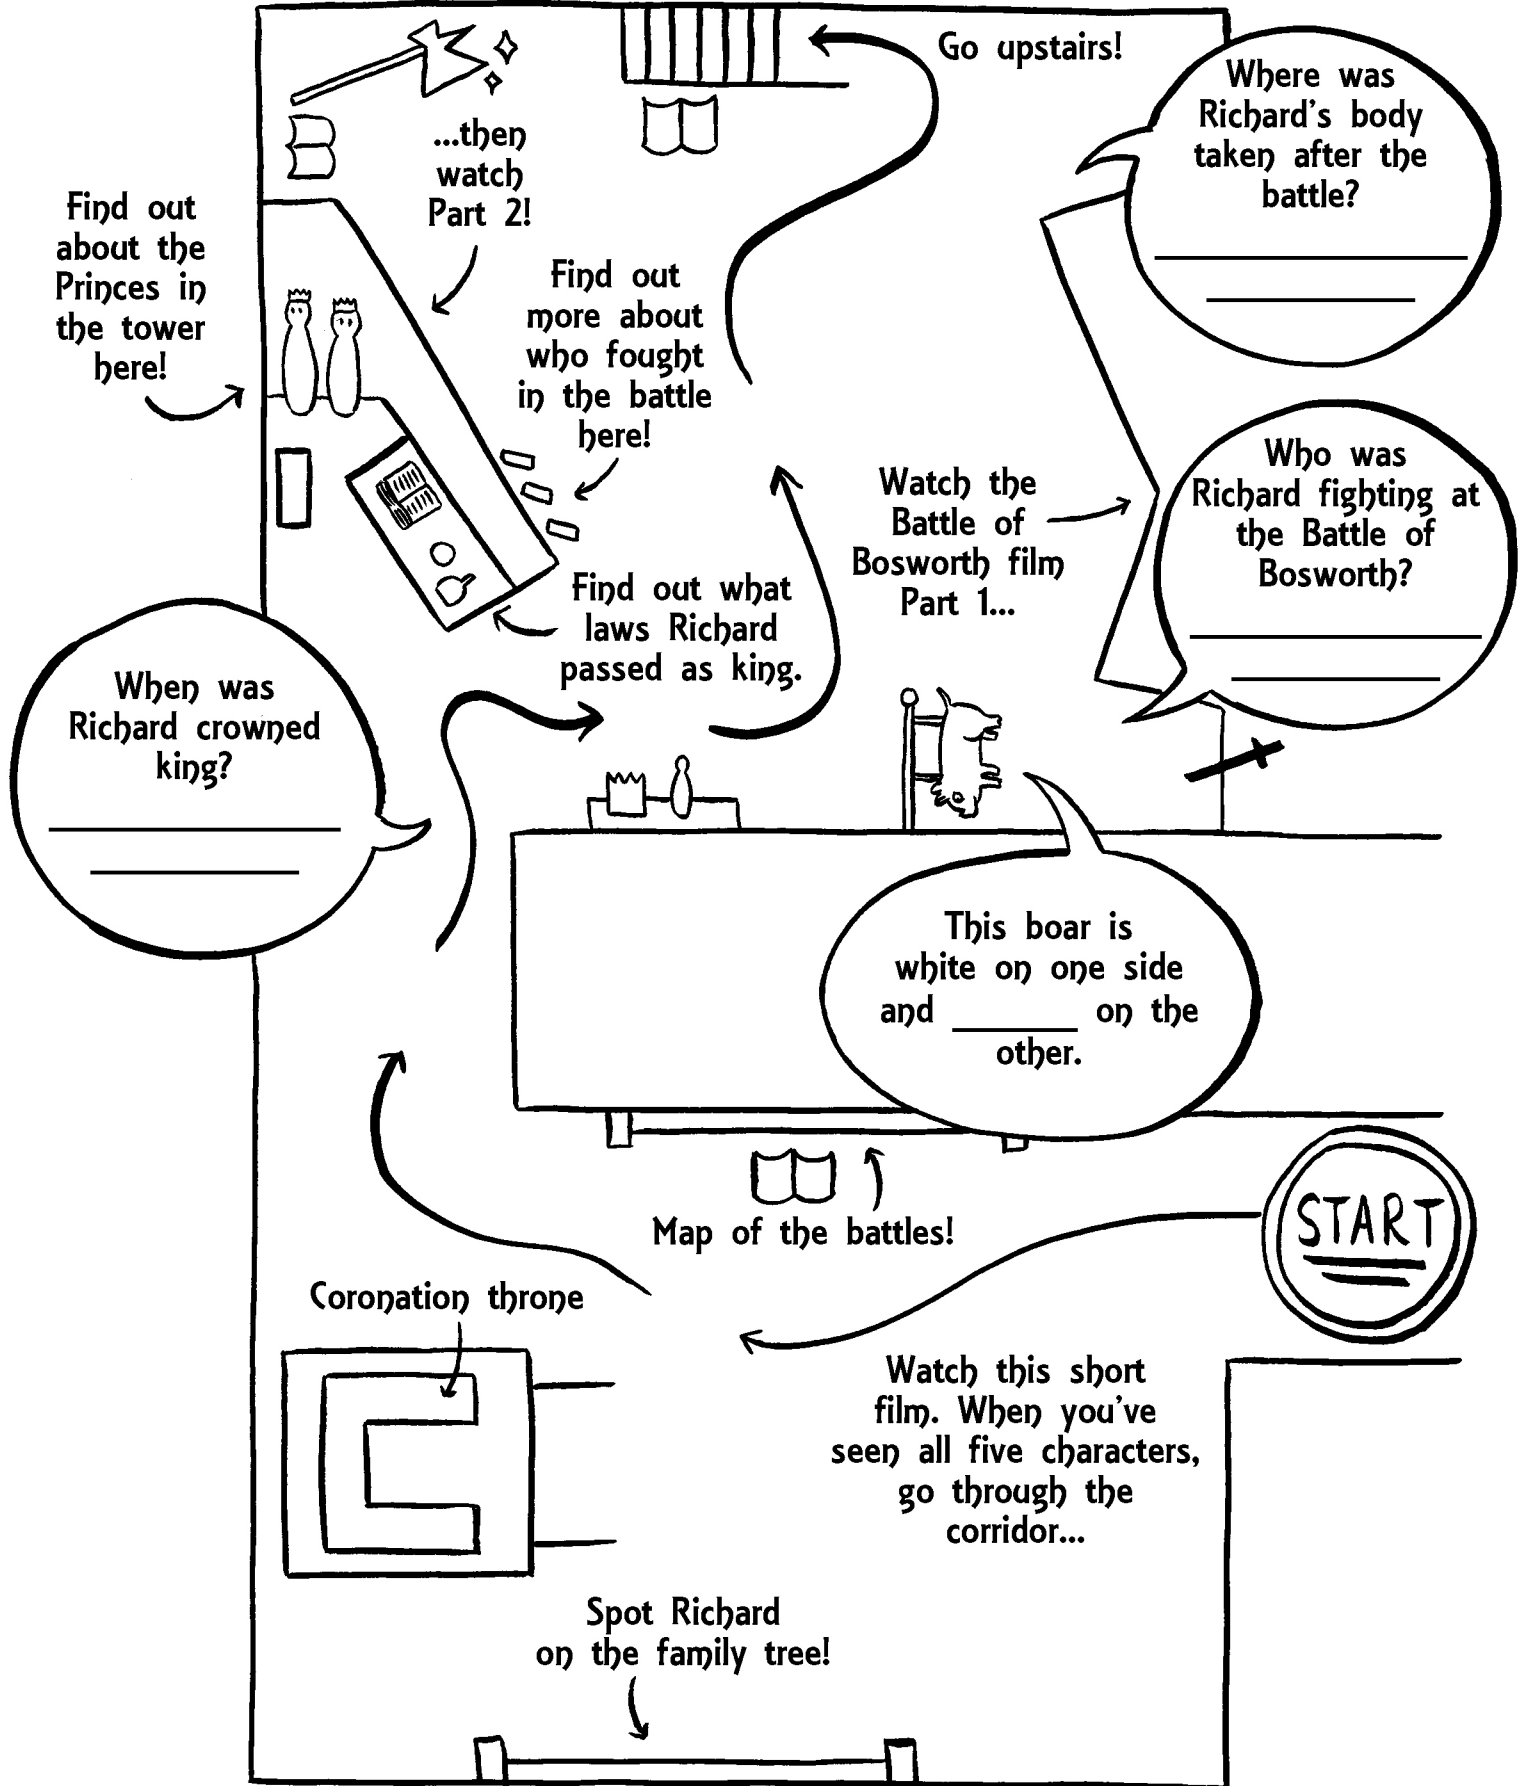 Go upstairs!
Where was
Richard's body
taken after the
battle?
...then
watch
Part 2!
Find out
about the
Princes in
the tower
here!
Find out
more about
who fought
in the battle
here!
Watch the
Battle of
Bosworth film
Part 1...
Who was
Richard fighting at
the Battle of
Bosworth?
Find out what
laws Richard
passed as king.
When was
Richard crowned
king?
This boar is
white on one side
and ______ on the
other.
Map of the battles!
START
Coronation throne
Watch this short
film. When you've
seen all five characters,
go through the
corridor...
Spot Richard
on the family tree!